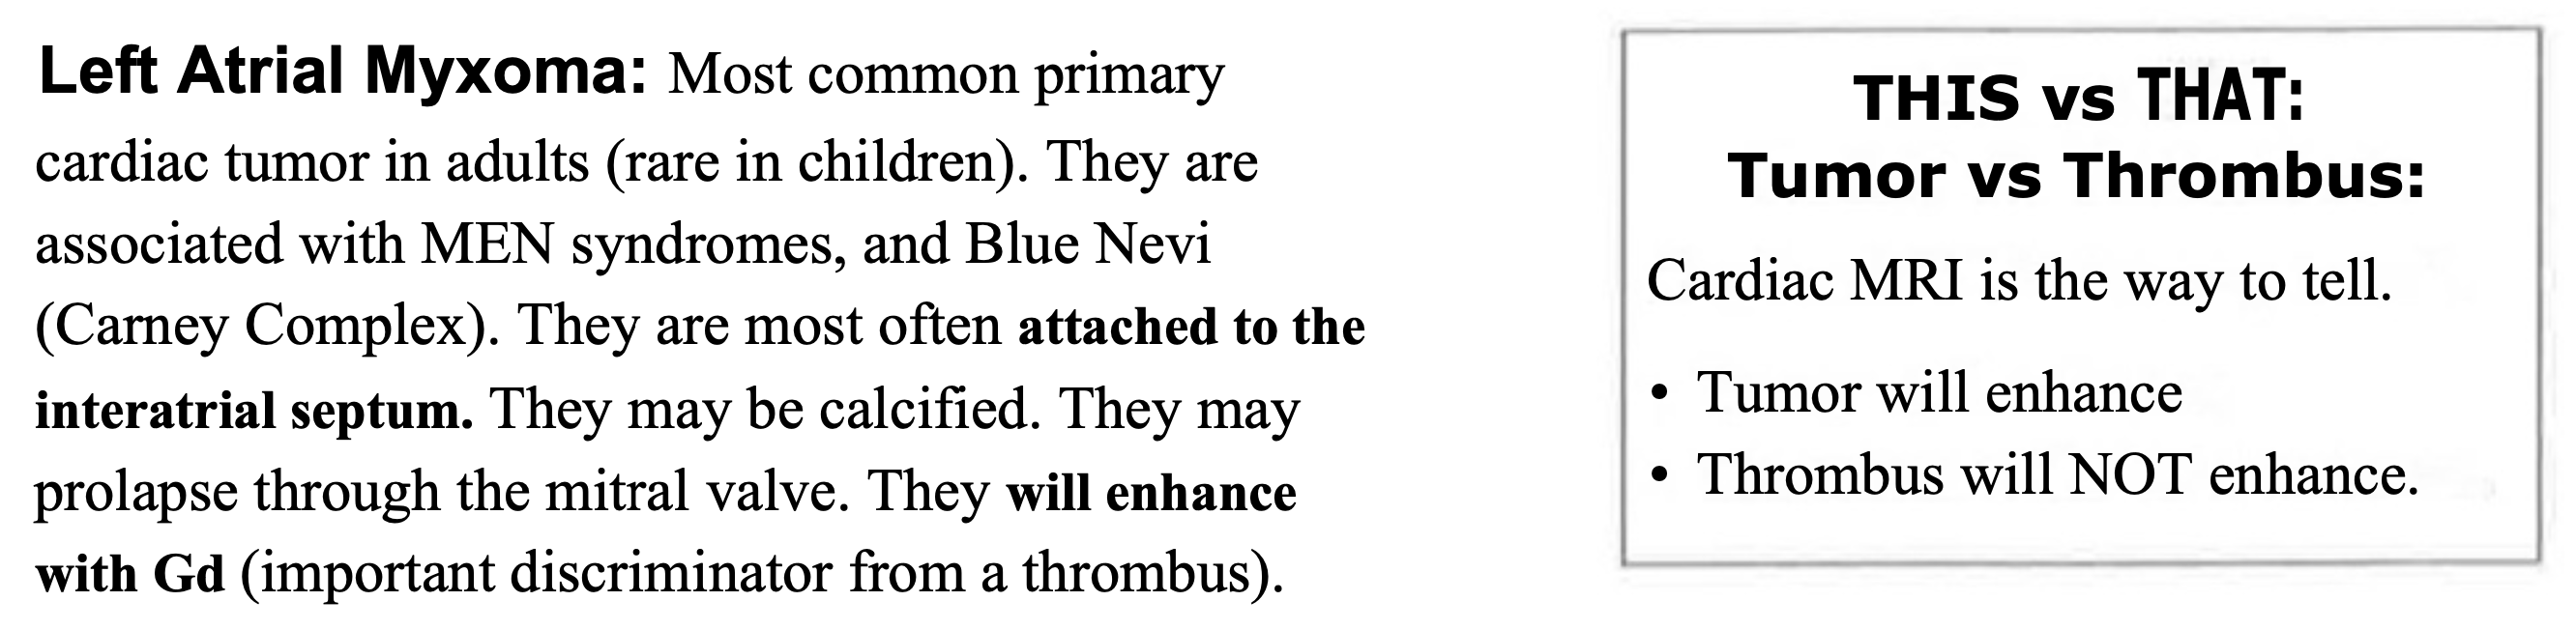 Left Atrial Myxoma: Most common primary
cardiac tumor in adults (rare in children). They are
associated with MEN syndromes, and Blue Nevi
(Carney Complex). They are most often attached to the
interatrial septum. They may be calcified. They may
prolapse through the mitral valve. They will enhance
with Gd (important discriminator from a thrombus).
THIS vs THAT:
Tumor vs Thrombus:
Cardiac MRI is the way to tell.
• Tumor will enhance
• Thrombus will NOT enhance.